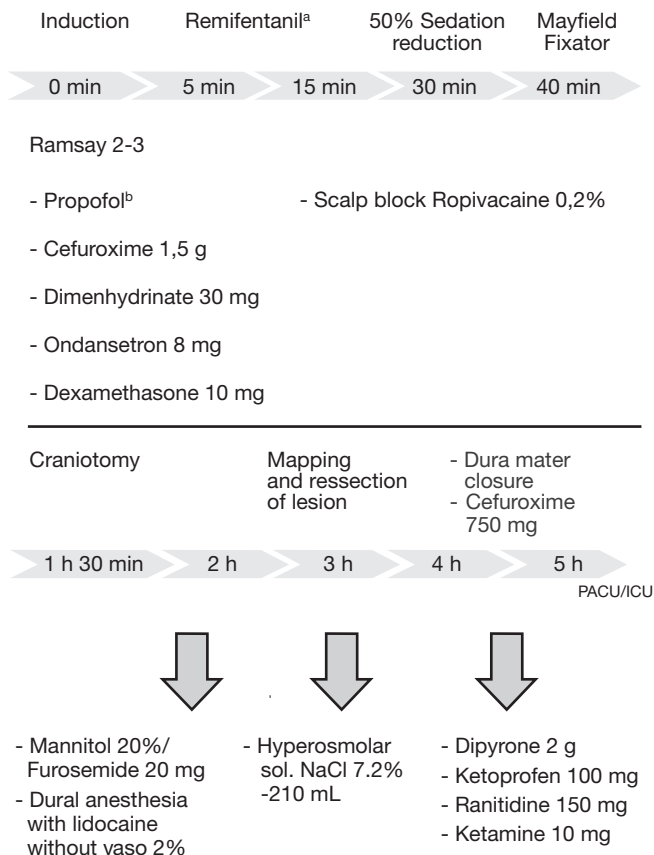 Induction
Remifentanilᵃ
50% Sedation
reduction
Mayfield
Fixator
0 min
5 min
15 min
30 min
40 min
Ramsay 2-3
- Propofolᵇ
- Scalp block Ropivacaine 0,2%
- Cefuroxime 1,5 g
- Dimenhydrinate 30 mg
- Ondansetron 8 mg
- Dexamethasone 10 mg
Craniotomy
Mapping
and ressection
of lesion
- Dura mater
closure
- Cefuroxime
750 mg
1 h 30 min
2 h
3 h
4 h
5 h
PACU/ICU
- Mannitol 20%/
Furosemide 20 mg
- Dural anesthesia
with lidocaine
without vaso 2%
- Hyperosmolar
sol. NaCl 7.2%
-210 mL
- Dipyrone 2 g
- Ketoprofen 100 mg
- Ranitidine 150 mg
- Ketamine 10 mg